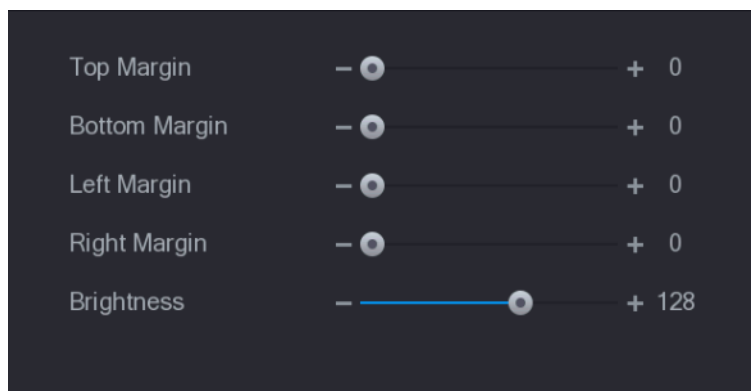 Top Margin − + 0
Bottom Margin − + 0
Left Margin − + 0
Right Margin − + 0
Brightness − + 128